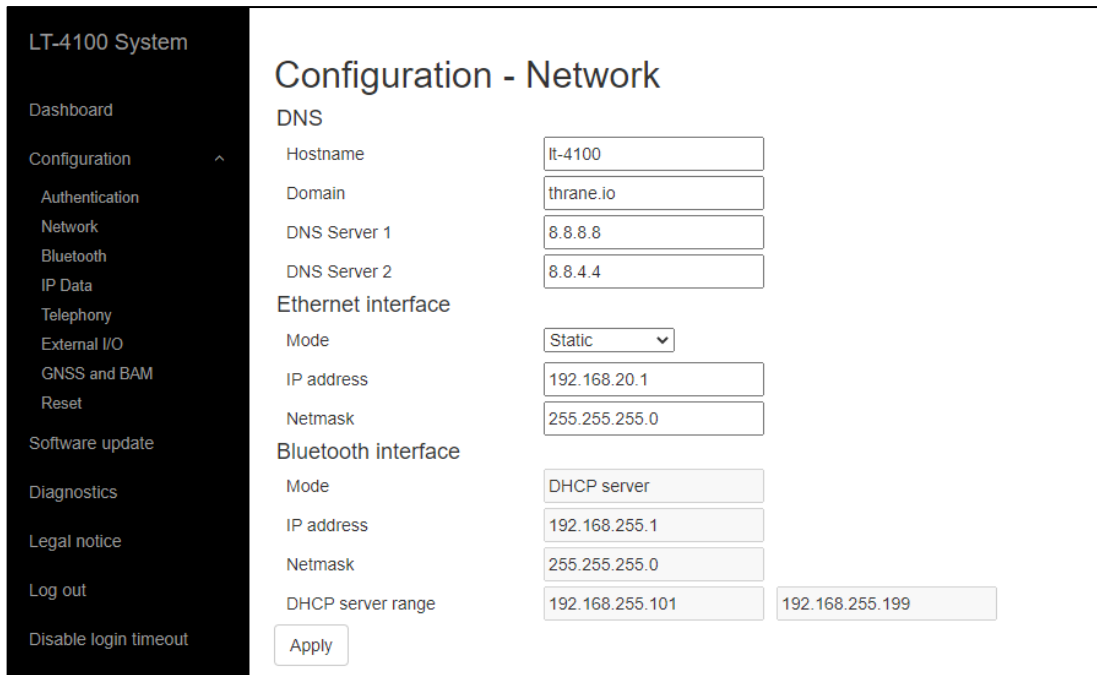 LT-4100 System
Dashboard
Configuration
Authentication
Network
Bluetooth
IP Data
Telephony
External I/O
GNSS and BAM
Reset
Software update
Diagnostics
Legal notice
Log out
Disable login timeout
Configuration - Network
DNS
Hostname lt-4100
Domain thrane.io
DNS Server 1 8.8.8.8
DNS Server 2 8.8.4.4
Ethernet interface
Mode Static
IP address 192.168.20.1
Netmask 255.255.255.0
Bluetooth interface
Mode DHCP server
IP address 192.168.255.1
Netmask 255.255.255.0
DHCP server range 192.168.255.101 192.168.255.199
Apply